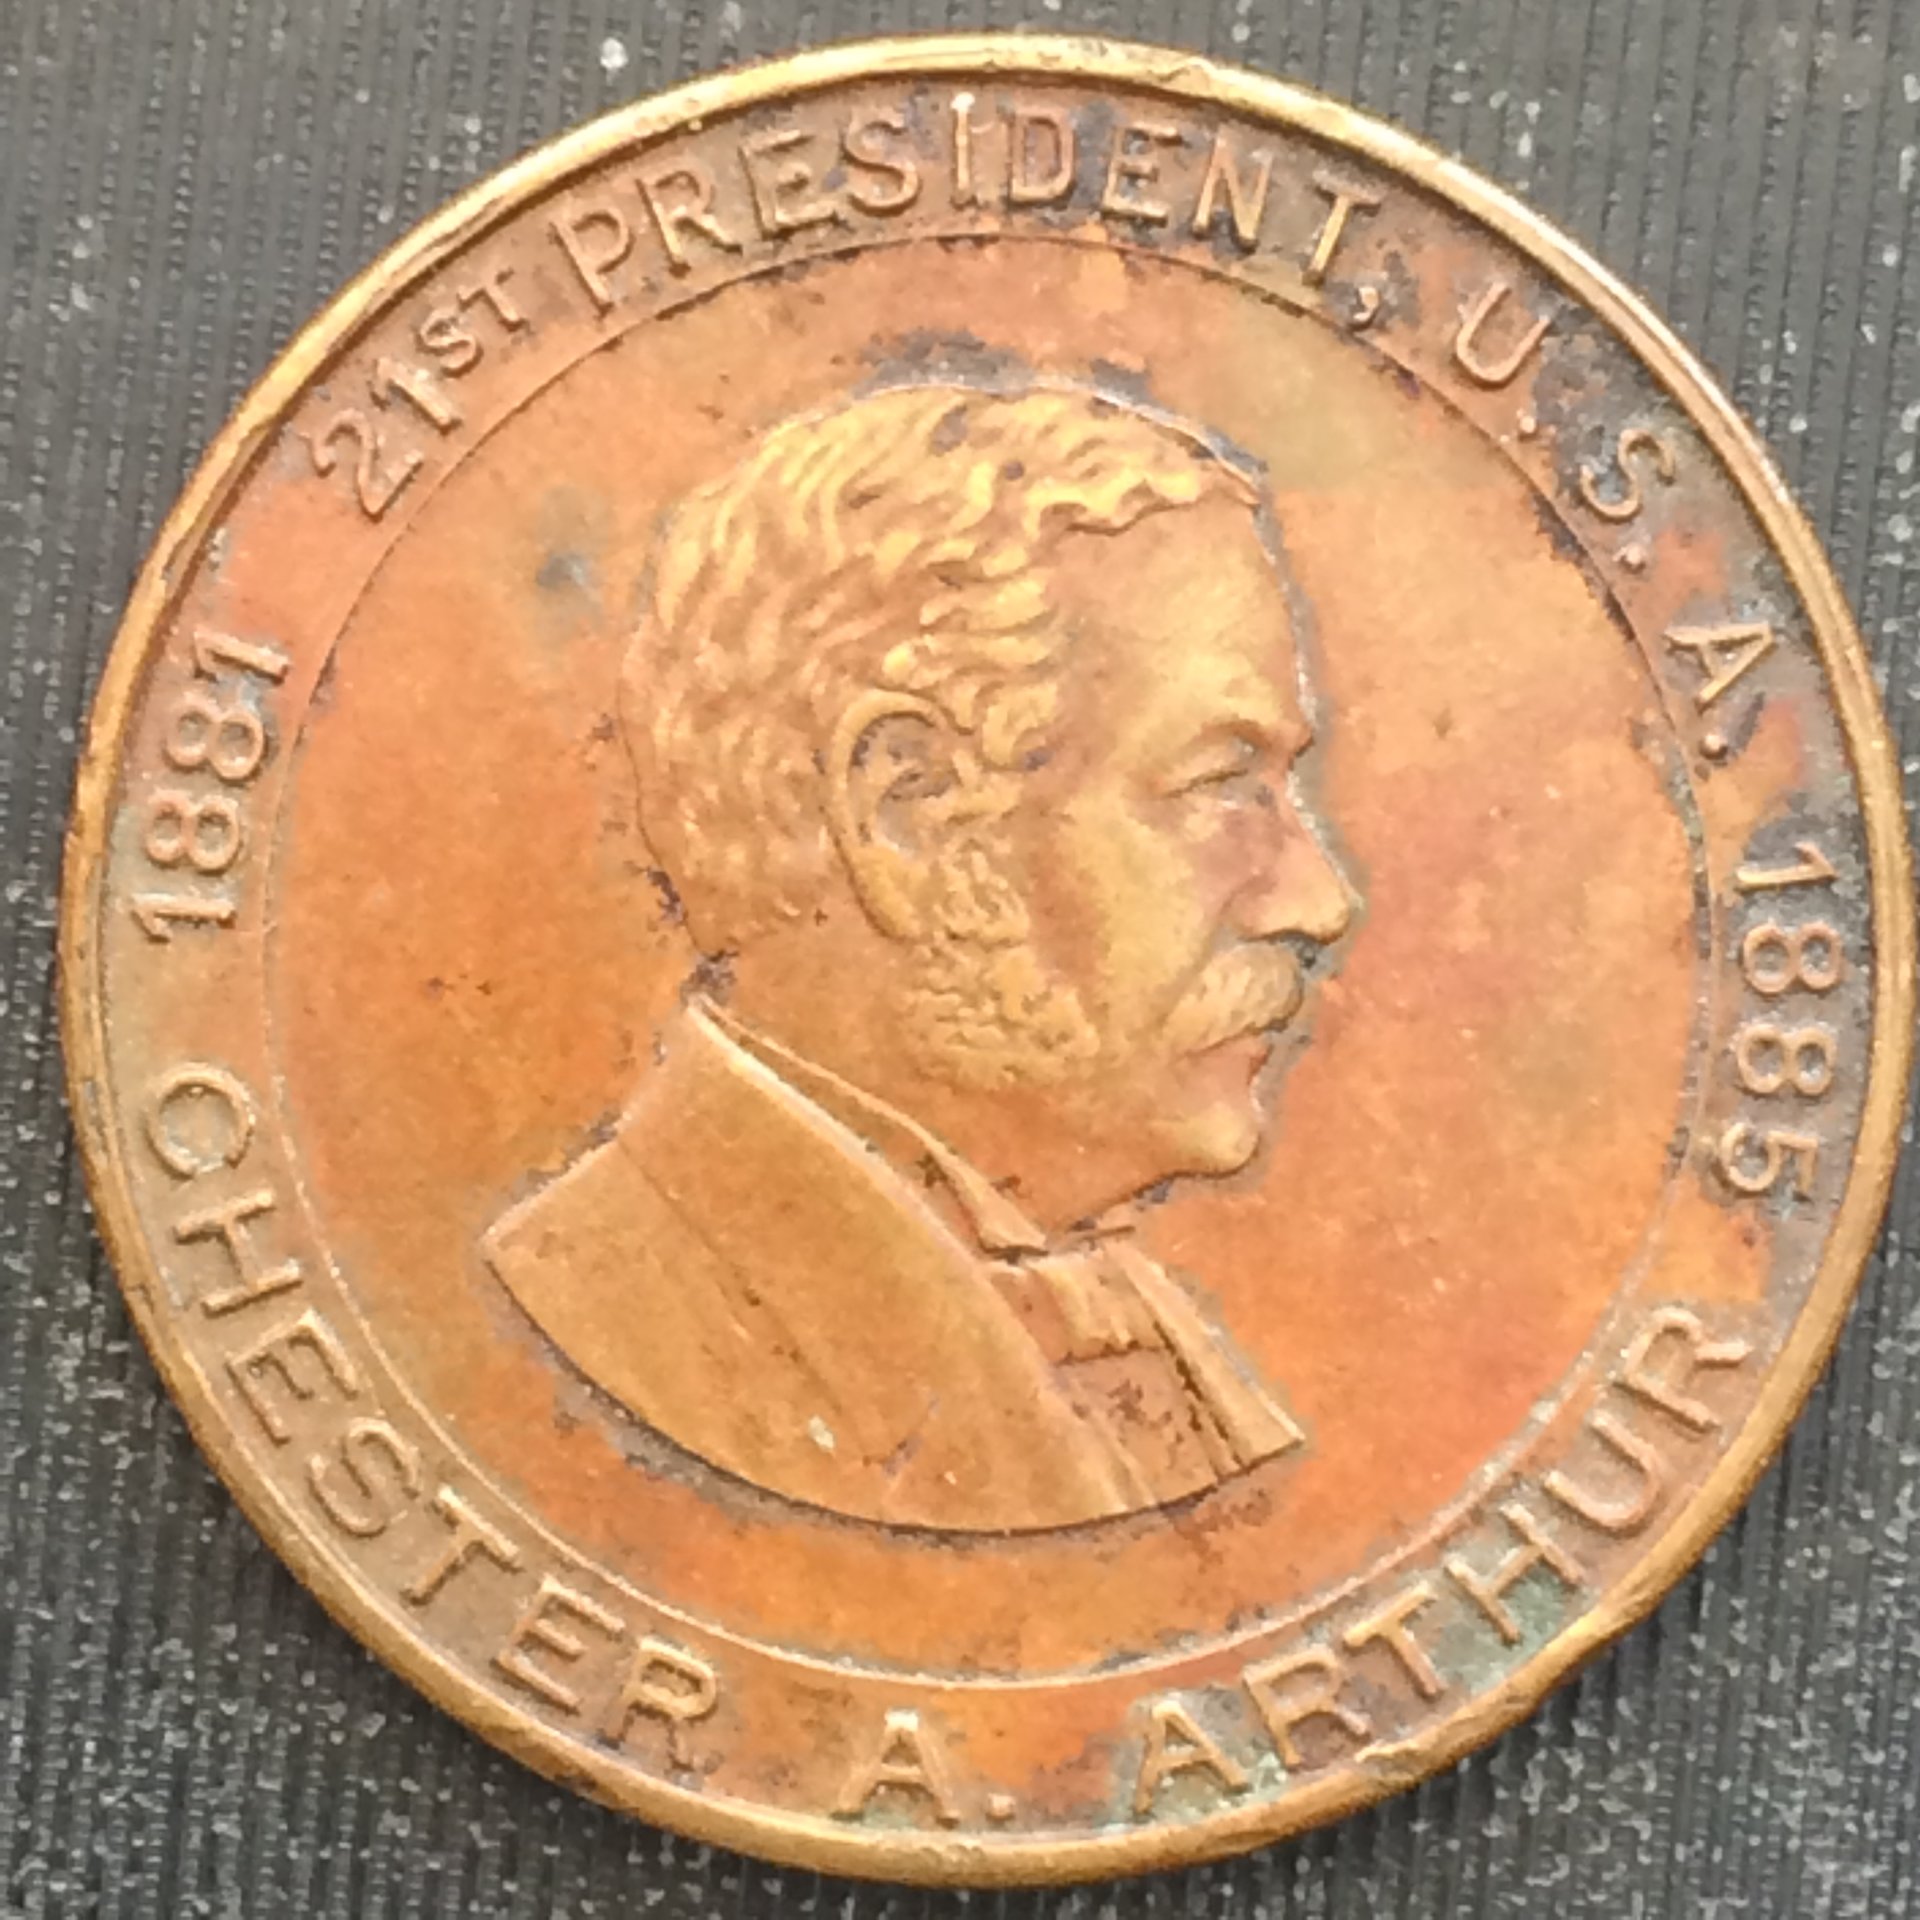 21ST PRESIDENT, U.S.A.
1881
1885
CHESTER A. ARTHUR